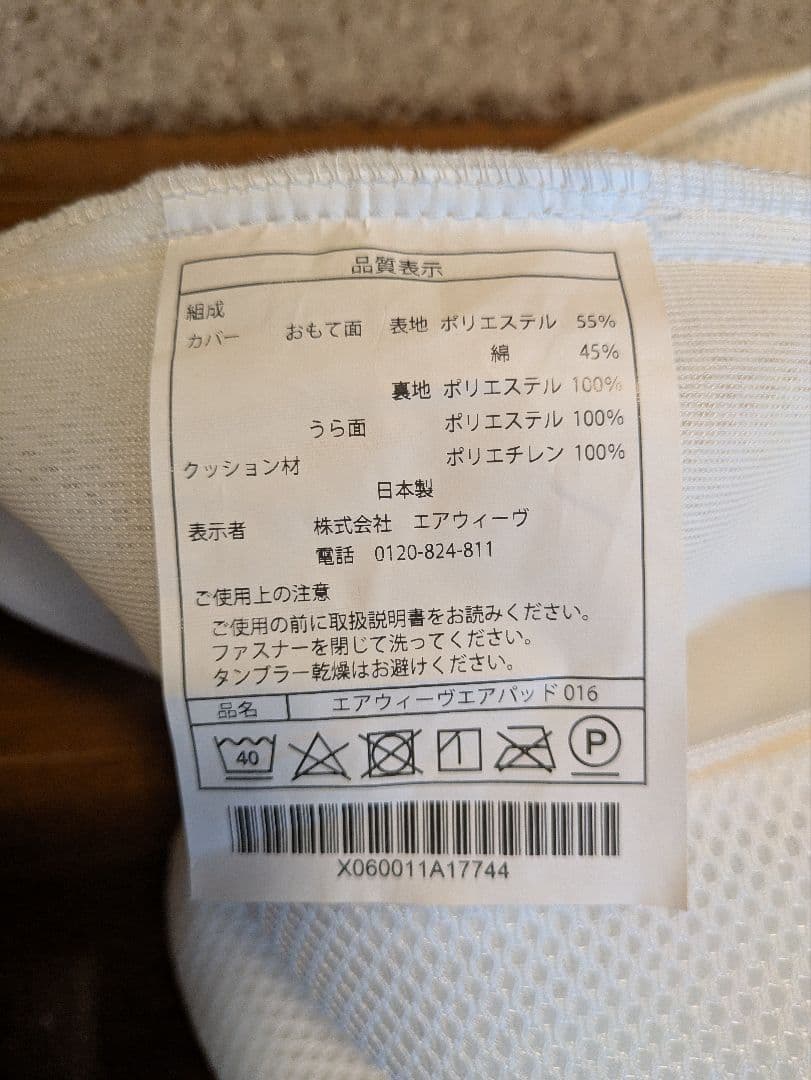 品質表示
組成
カバー おもて面 表地 ポリエステル 55%
綿 45%
裏地 ポリエステル 100%
うら面 ポリエステル 100%
クッション材 ポリエチレン 100%
日本製
表示者 株式会社 エアウィーヴ
電話 0120-824-811
ご使用上の注意
ご使用の前に取扱説明書をお読みください。
ファスナーを閉じて洗ってください。
タンブラー乾燥はお避けください。
品名 エアウィーヴエアパッド 016
40 P
X060011A17744